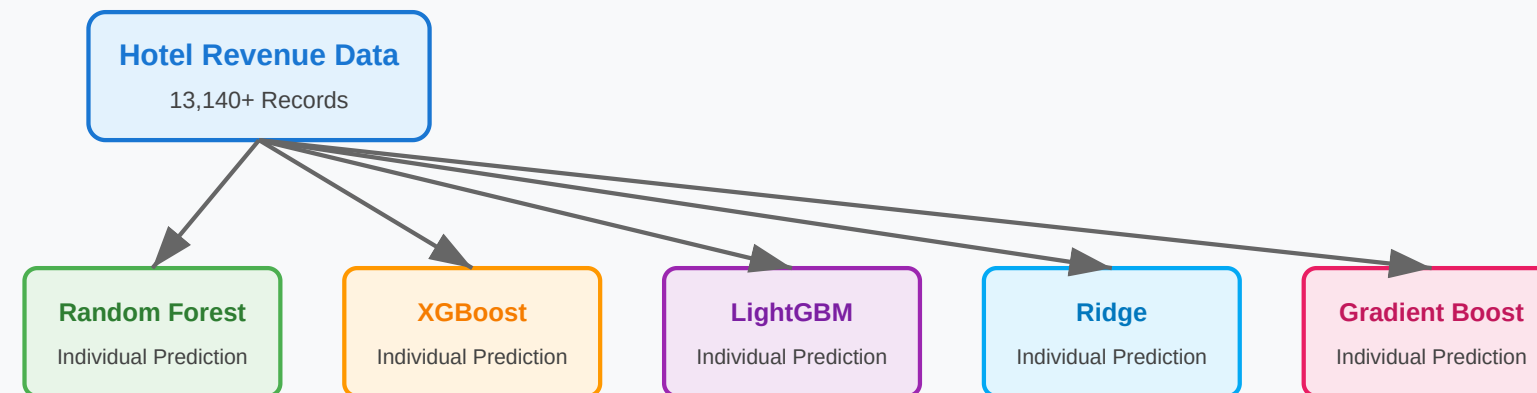 Hotel Revenue Data
13,140+ Records
Random Forest
Individual Prediction
XGBoost
Individual Prediction
LightGBM
Individual Prediction
Ridge
Individual Prediction
Gradient Boost
Individual Prediction